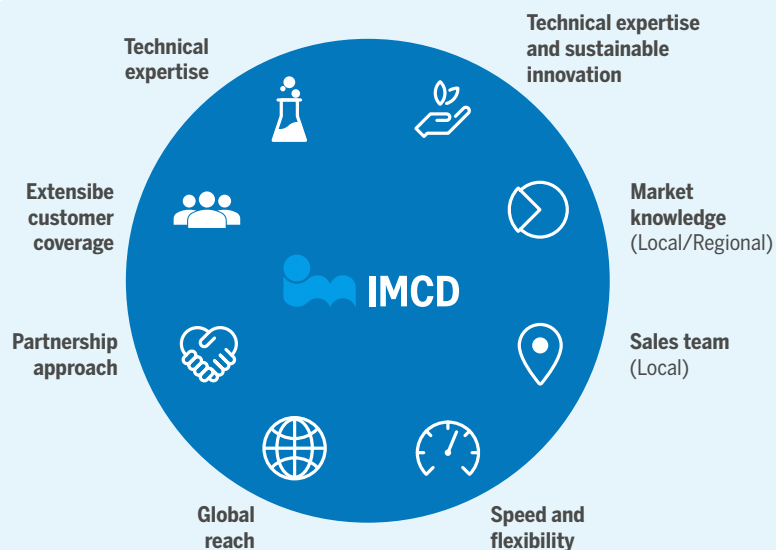 Technical
expertise
Technical expertise
and sustainable
innovation
Extensibe
customer
coverage
Market
knowledge
(Local/Regional)
IMCD
Partnership
approach
Sales team
(Local)
Global
reach
Speed and
flexibility